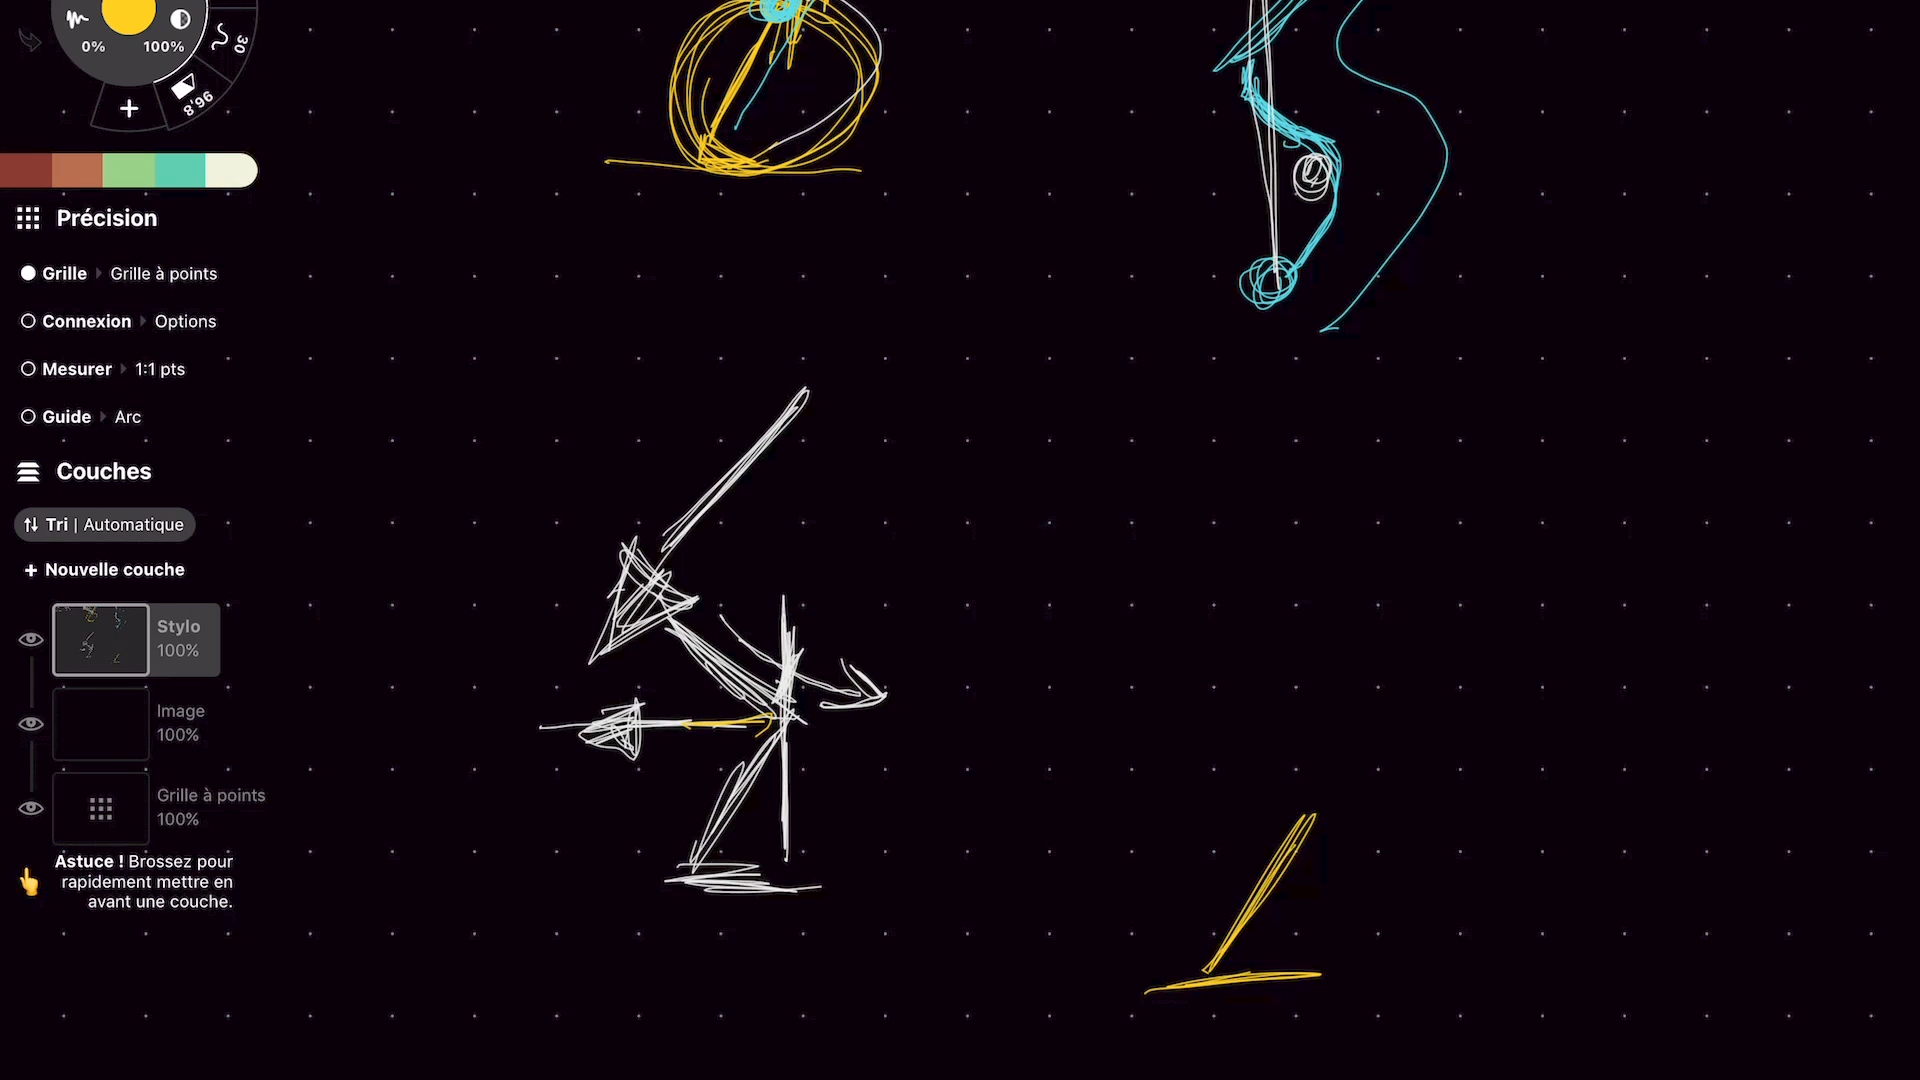 0% 100%
30
96,8
+
Précision
Grille Grille à points
Connexion Options
Mesurer 1:1 pts
Guide Arc
Couches
Tri | Automatique
+ Nouvelle couche
Stylo
100%
Image
100%
Grille à points
100%
Astuce ! Brossez pour
rapidement mettre en
avant une couche.